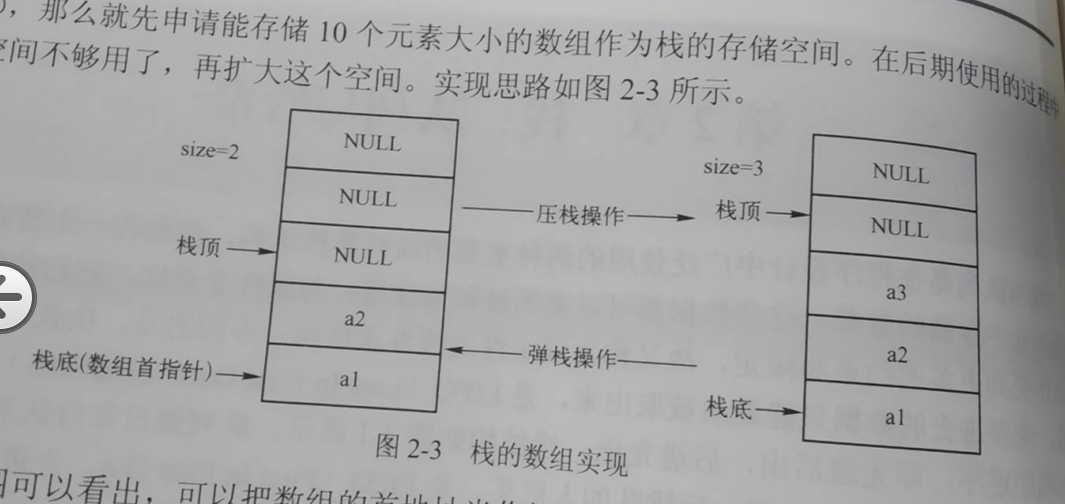 ，那么就先申请能存储 10 个元素大小的数组作为栈的存储空间。在后期使用的过程中
空间不够用了，再扩大这个空间。实现思路如图 2-3 所示。
size=2
NULL
NULL
栈顶
NULL
a2
栈底(数组首指针)
a1
压栈操作
弹栈操作
size=3
NULL
栈顶
NULL
a3
a2
栈底
a1
图 2-3 栈的数组实现
可以看出，可以把数组的首地址